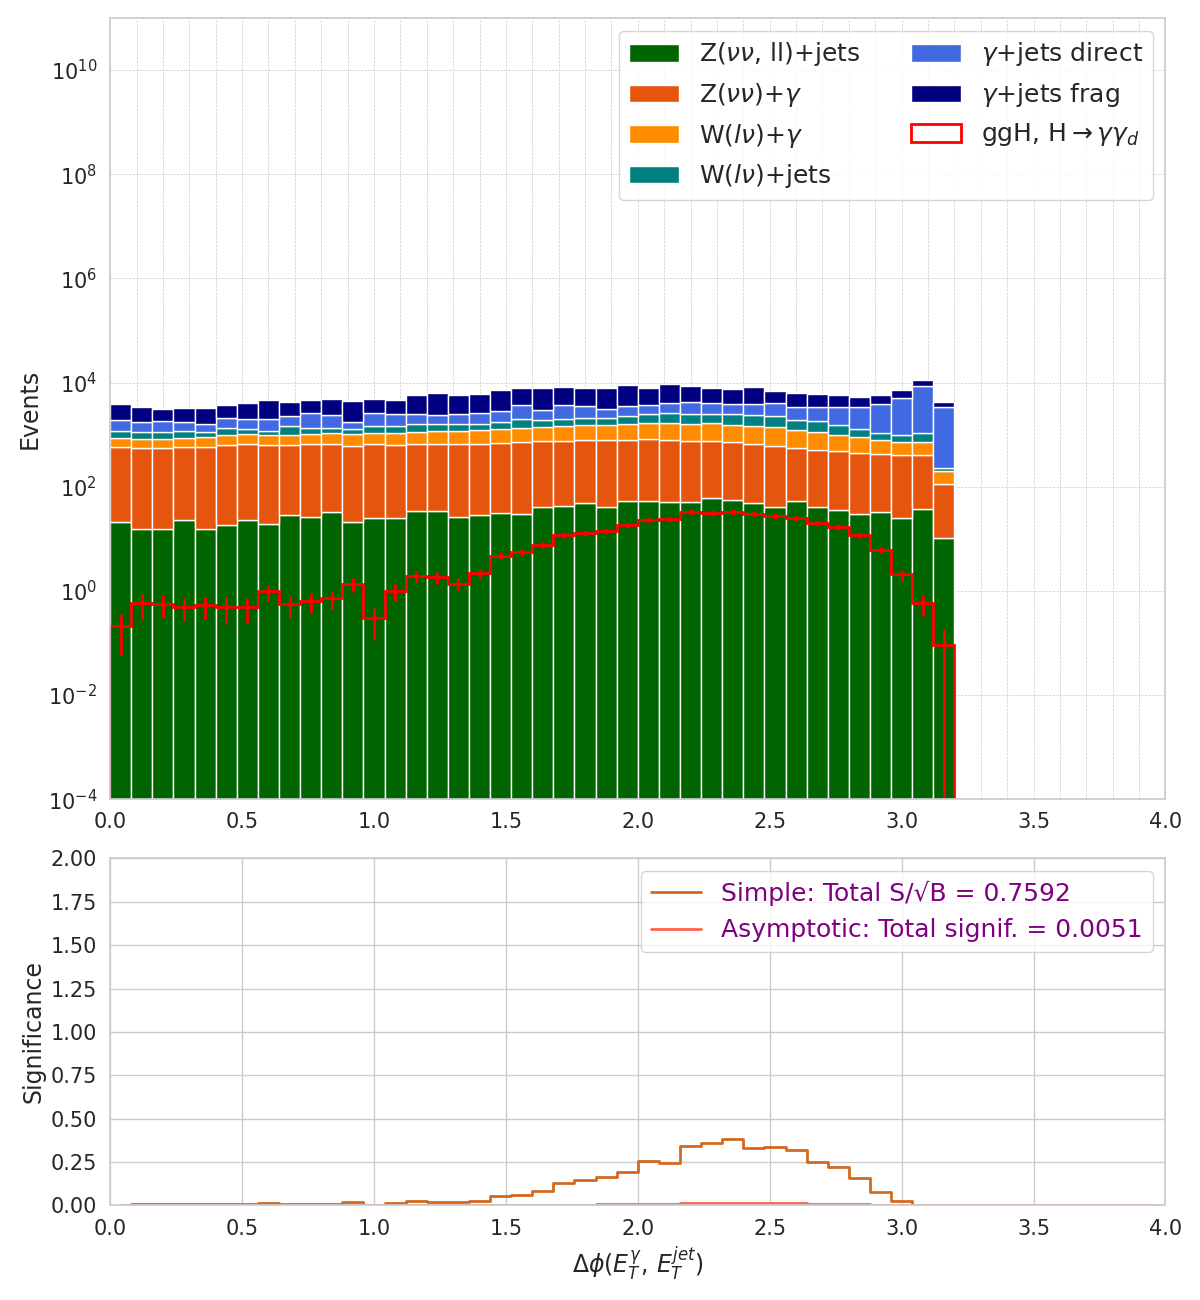 Events
10^10
10^8
10^6
10^4
10^2
10^0
10^−2
10^−4
Z(νν, ll)+jets
Z(νν)+γ
W(lν)+γ
W(lν)+jets
γ+jets direct
γ+jets frag
ggH, H→γγ_d
0.0 0.5 1.0 1.5 2.0 2.5 3.0 3.5 4.0
Significance
2.00
1.75
1.50
1.25
1.00
0.75
0.50
0.25
0.00
Simple: Total S/√B = 0.7592
Asymptotic: Total signif. = 0.0051
0.0 0.5 1.0 1.5 2.0 2.5 3.0 3.5 4.0
Δϕ(E_T^γ, E_T^jet)